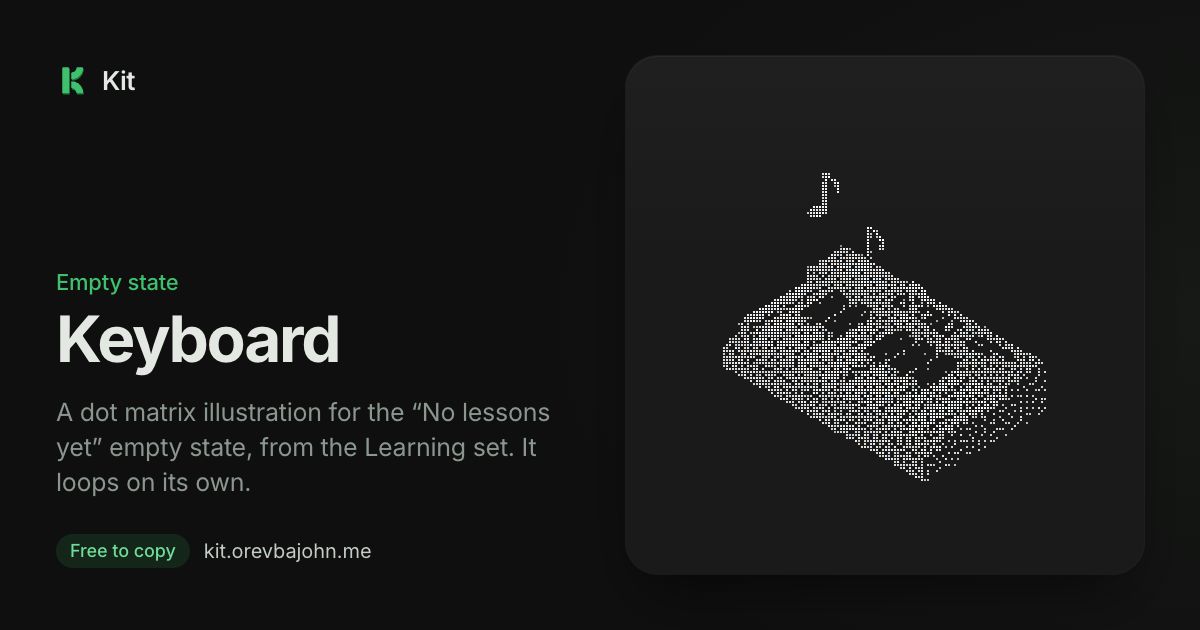 Kit
Empty state
Keyboard
A dot matrix illustration for the “No lessons
yet” empty state, from the Learning set. It
loops on its own.
Free to copy
kit.orevbajohn.me